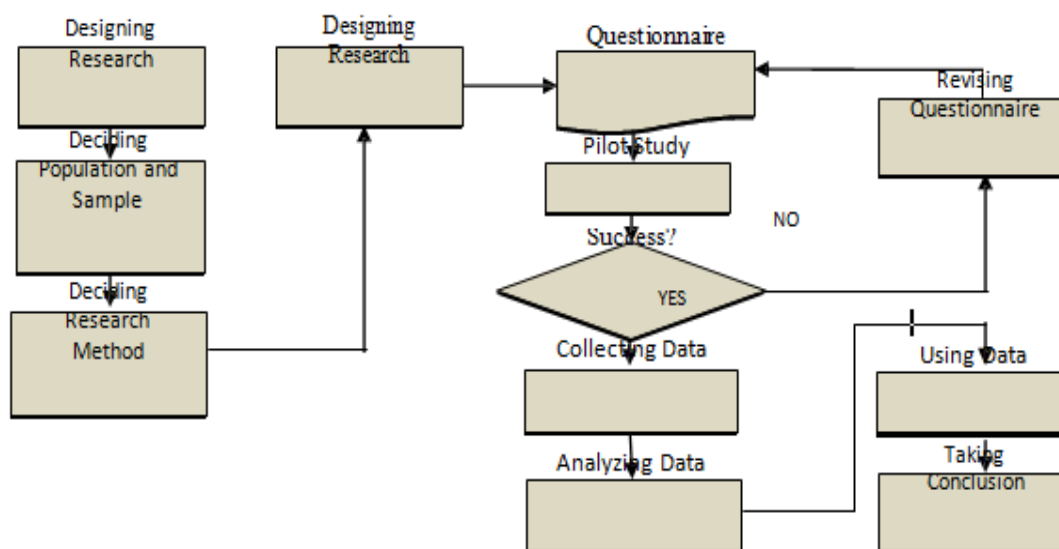 Designing
Research
Deciding
Population and
Sample
Deciding
Research
Method
Designing
Research
Questionnaire
Pilot Study
Success?
NO
YES
Revising
Questionnaire
Collecting Data
Analyzing Data
Using Data
Taking
Conclusion